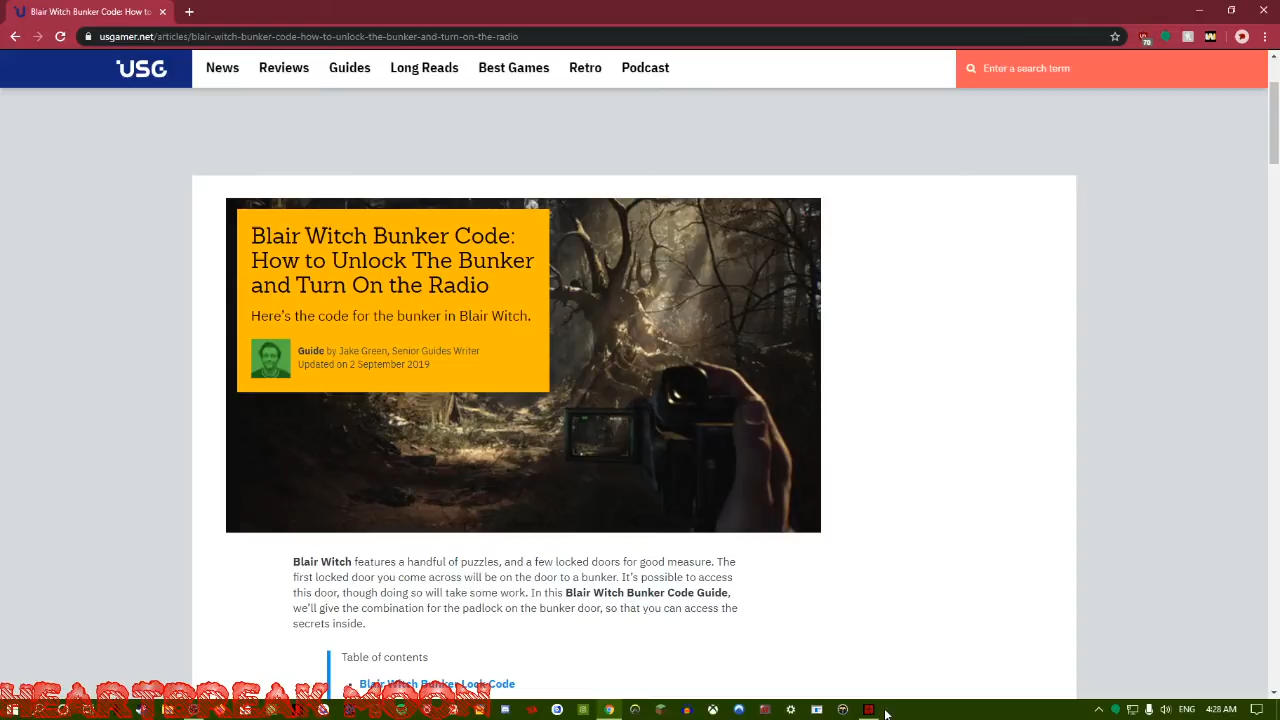 Blair Witch Bunker Code: How to
usgamer.net/articles/blair-witch-bunker-code-how-to-unlock-the-bunker-and-turn-on-the-radio
70
USG
News Reviews Guides Long Reads Best Games Retro Podcast
Enter a search term
Blair Witch Bunker Code:
How to Unlock The Bunker
and Turn On the Radio
Here's the code for the bunker in Blair Witch.
Guide by Jake Green, Senior Guides Writer
Updated on 2 September 2019
Blair Witch features a handful of puzzles, and a few locked doors for good measure. The
first locked door you come across will be on the door to a bunker. It's possible to access
this door, though doing so will take some work. In this Blair Witch Bunker Code Guide,
we'll give the combination for the padlock on the bunker door, so that you can access the
secrets inside.
Table of contents
Blair Witch Bunker Lock Code
HEARTBREAK MOON
4:28 AM